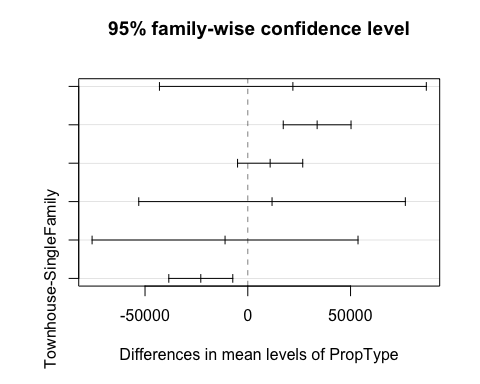 95% family-wise confidence level
Townhouse-SingleFamily
-50000 0 50000
Differences in mean levels of PropType